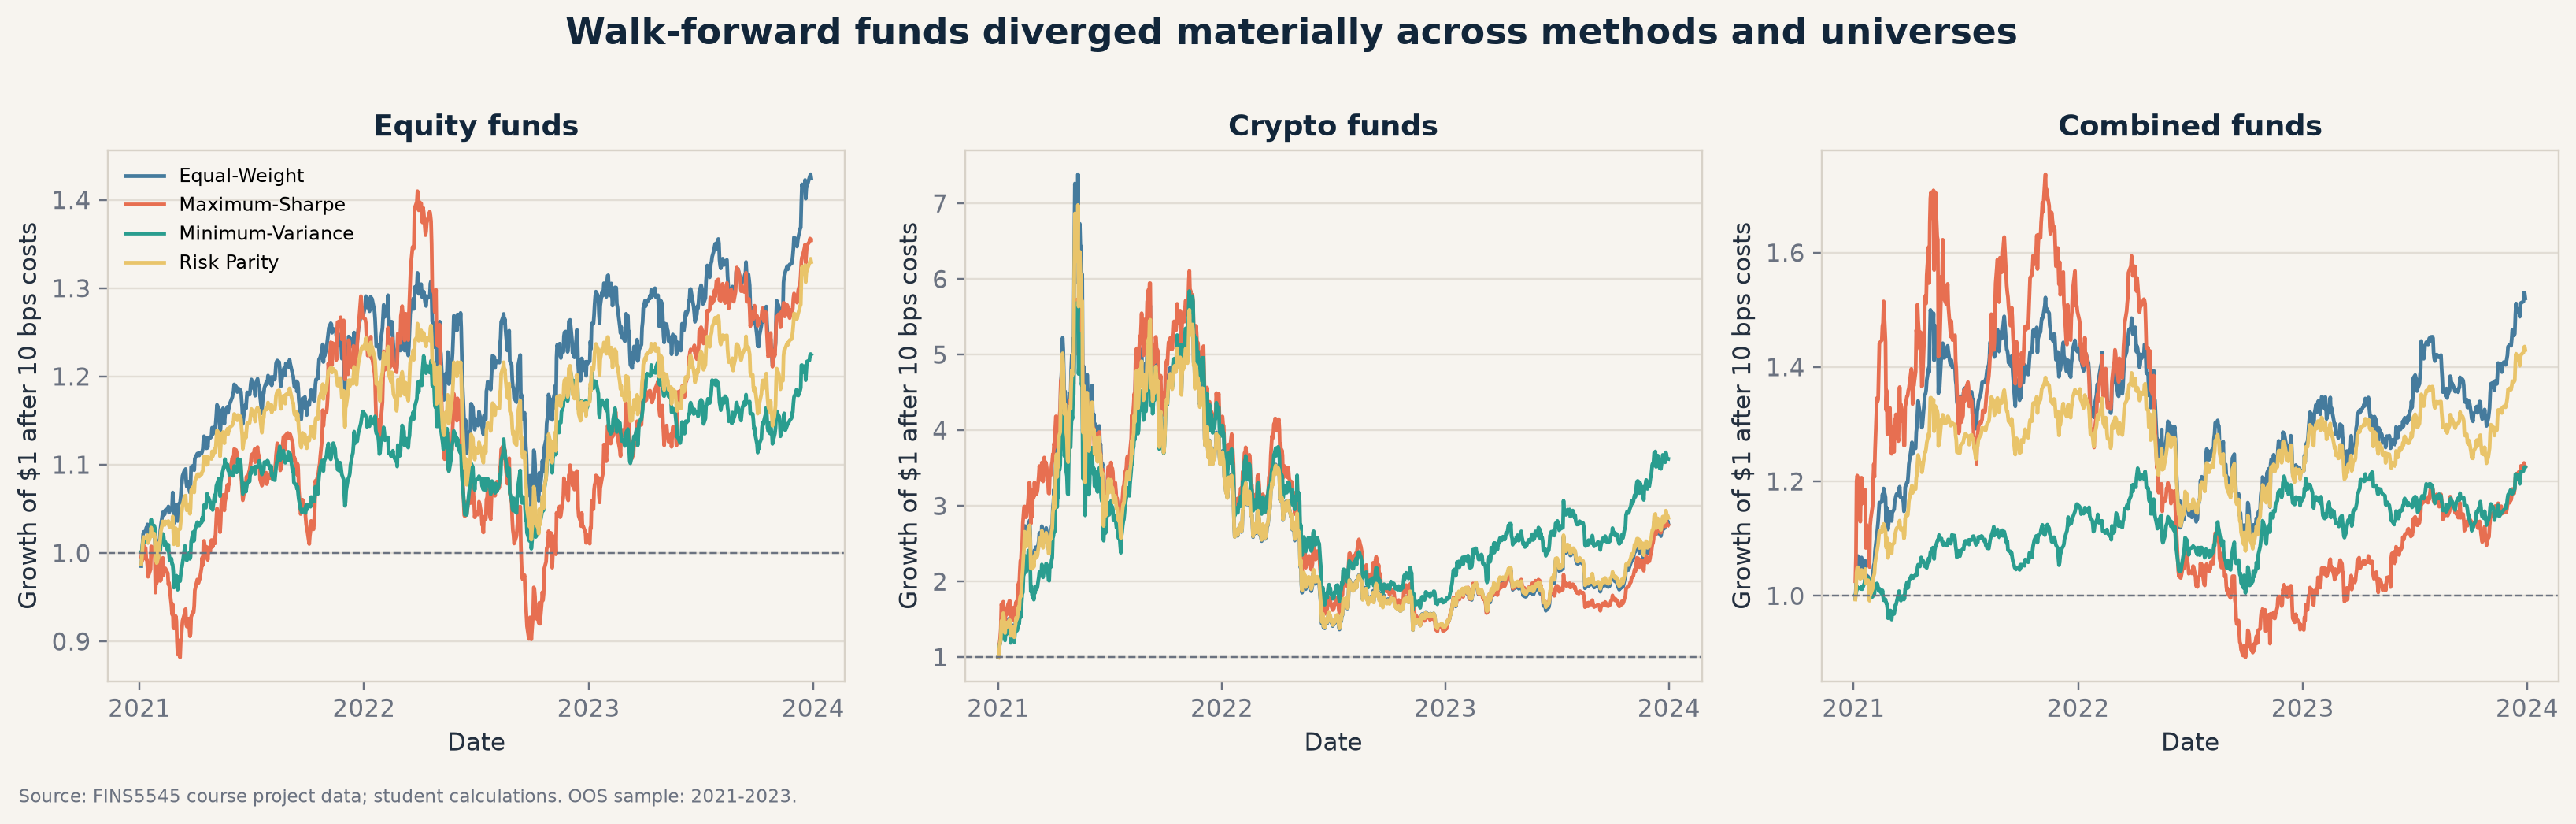 Walk-forward funds diverged materially across methods and universes
Equity funds
Growth of $1 after 10 bps costs
1.4
1.3
1.2
1.1
1.0
0.9
Equal-Weight
Maximum-Sharpe
Minimum-Variance
Risk Parity
2021 2022 2023 2024
Date
Crypto funds
Growth of $1 after 10 bps costs
7
6
5
4
3
2
1
2021 2022 2023 2024
Date
Combined funds
Growth of $1 after 10 bps costs
1.6
1.4
1.2
1.0
2021 2022 2023 2024
Date
Source: FINS5545 course project data; student calculations. OOS sample: 2021-2023.